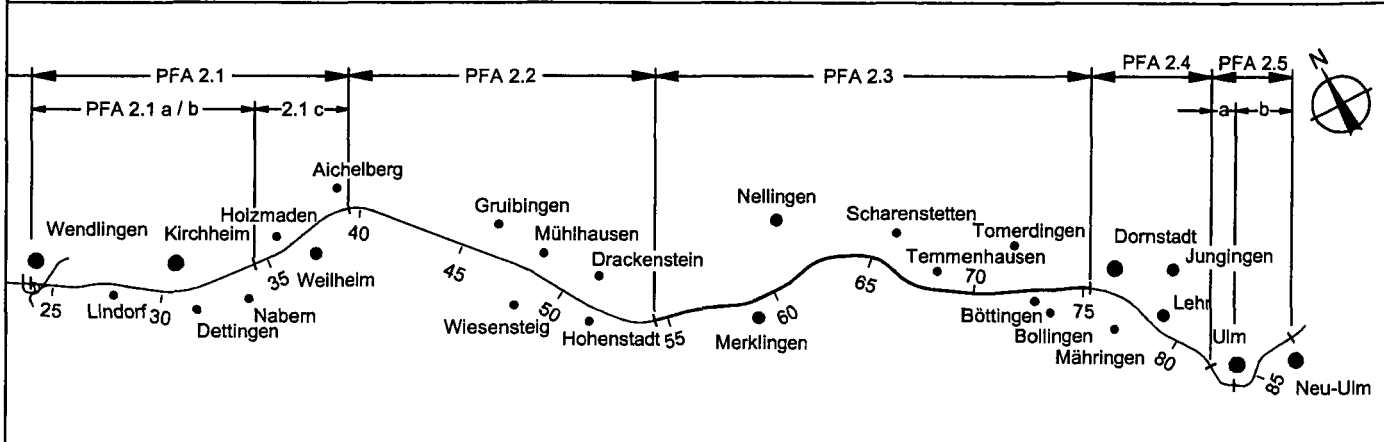 PFA 2.1
PFA 2.2
PFA 2.3
PFA 2.4
PFA 2.5
N
PFA 2.1 a / b
2.1 c
a
b
Aichelberg
Wendlingen
Holzmaden
Kirchheim
40
Gruibingen
Mühlhausen
Drackenstein
Nellingen
Scharenstetten
Tomerdingen
Dornstadt
Jungingen
Temmenhausen
25
Lindorf
30
35
Weilheim
Nabern
Dettingen
45
50
Wiesensteig
Hohenstadt
55
Merklingen
60
65
70
75
Böttingen
Bollingen
Mähringen
Lehr
80
Ulm
85
Neu-Ulm